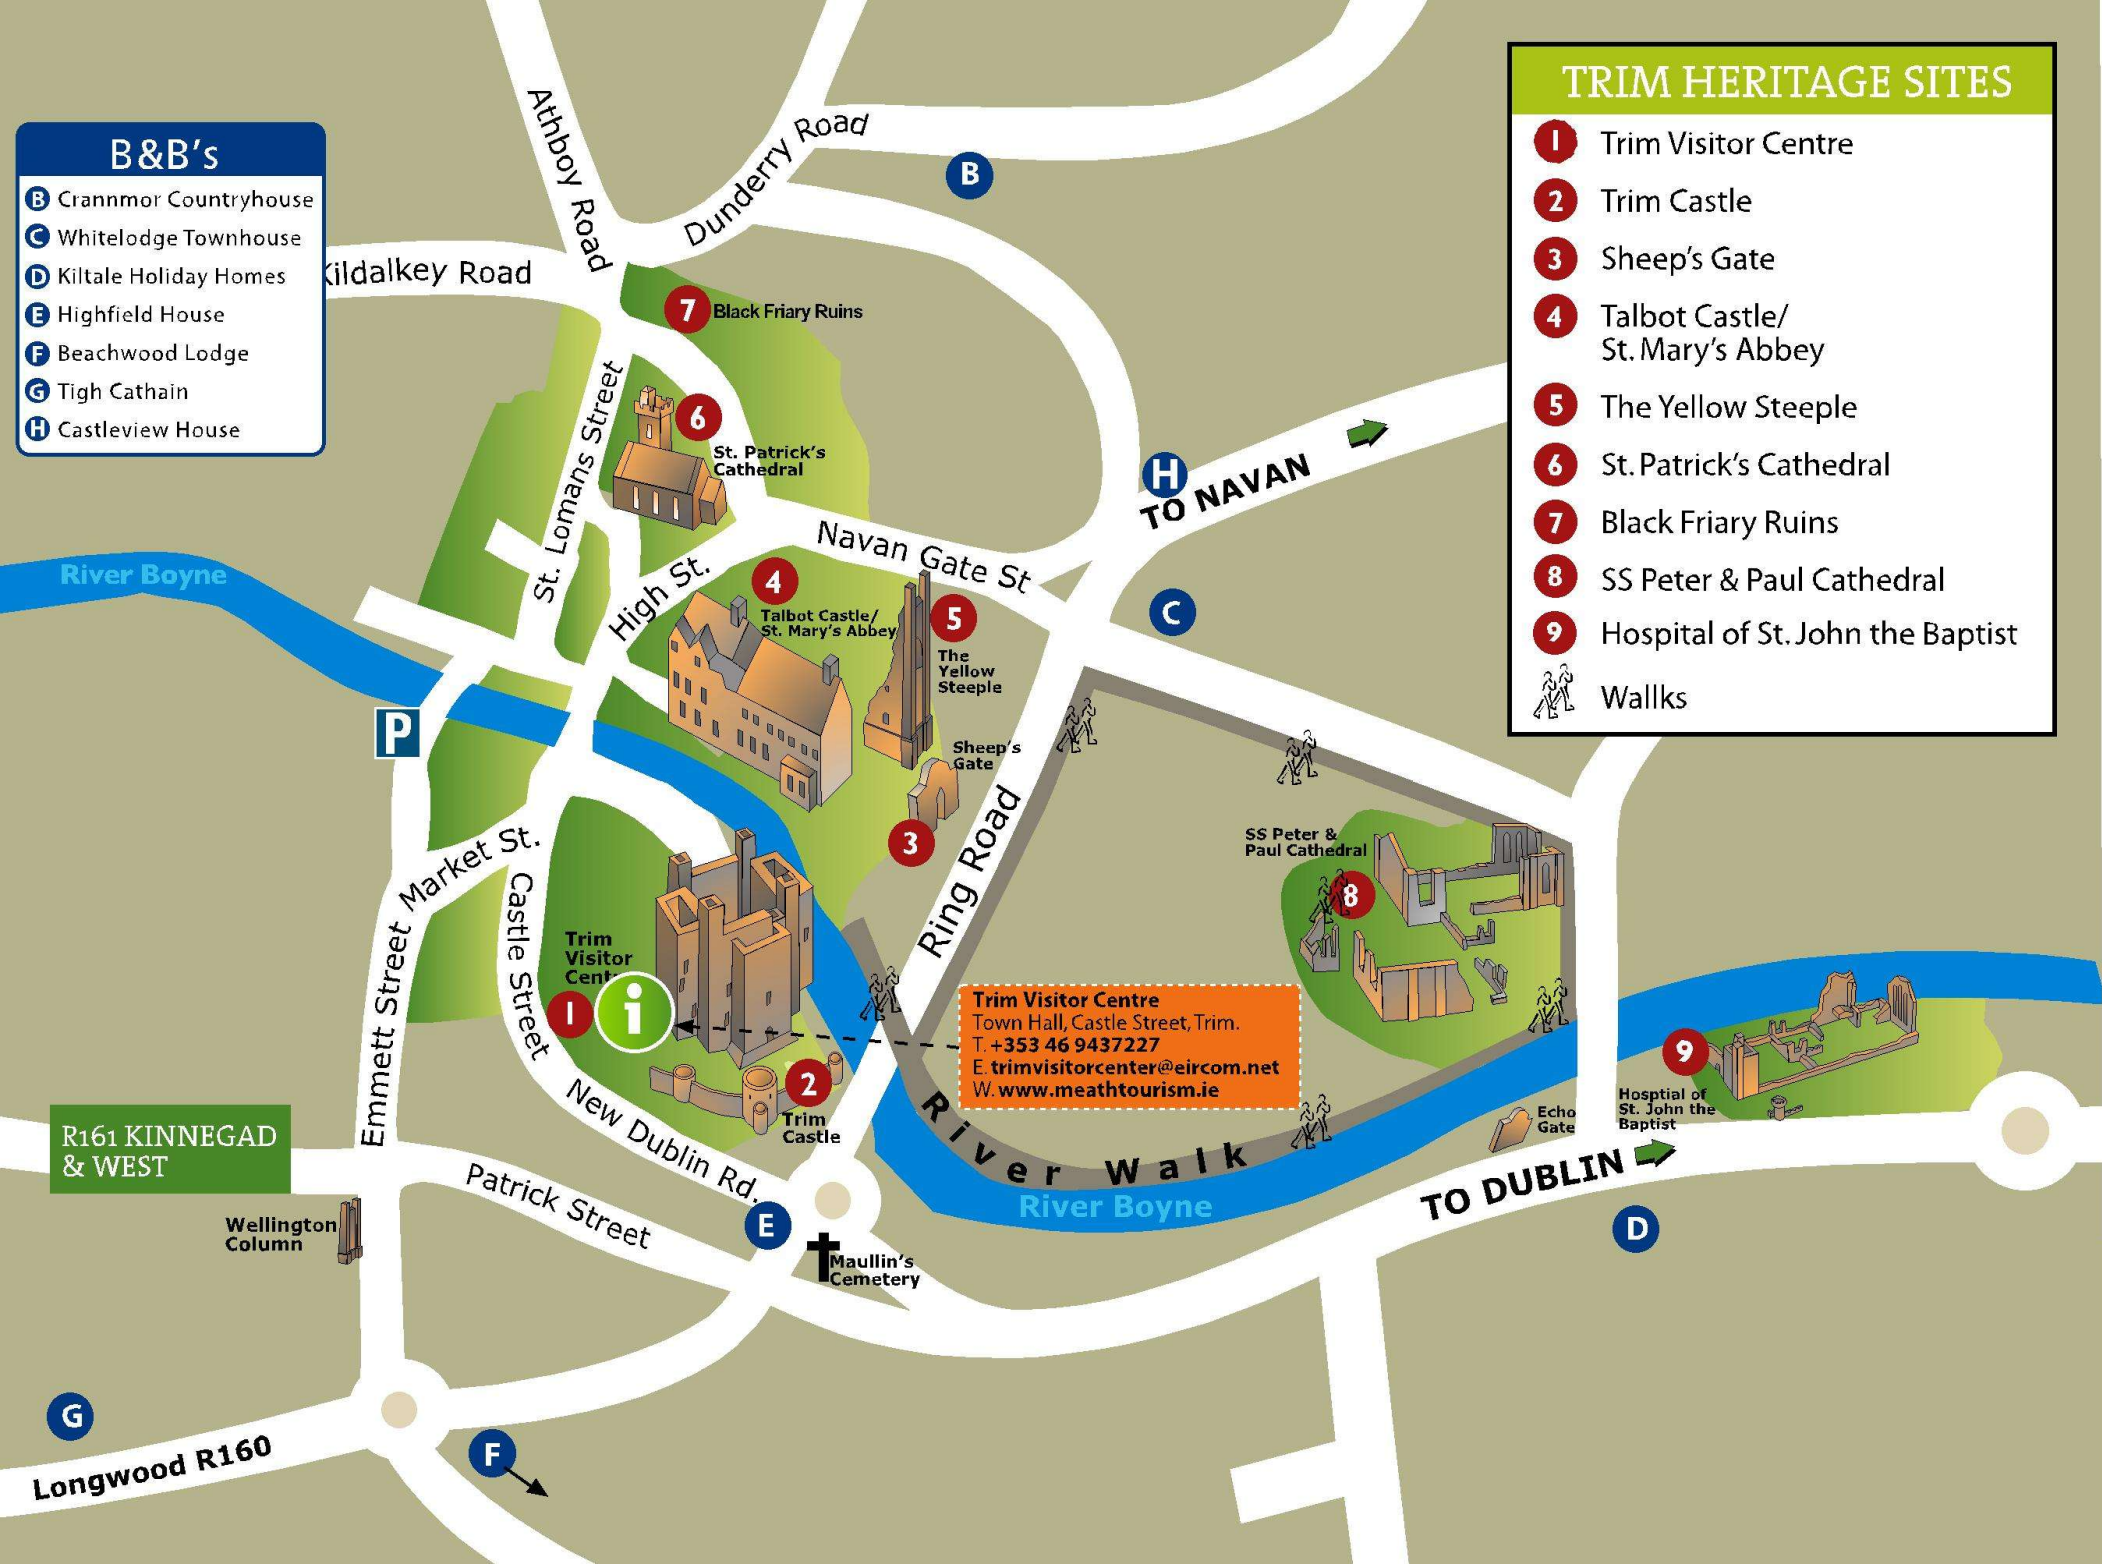 B&B's
B Crannmor Countryhouse
C Whitelodge Townhouse
D Kiltale Holiday Homes
E Highfield House
F Beachwood Lodge
G Tigh Cathain
H Castleview House
TRIM HERITAGE SITES
1 Trim Visitor Centre
2 Trim Castle
3 Sheep's Gate
4 Talbot Castle/
St. Mary's Abbey
5 The Yellow Steeple
6 St. Patrick's Cathedral
7 Black Friary Ruins
8 SS Peter & Paul Cathedral
9 Hospital of St. John the Baptist
Wallks
Athboy Road
Dunderry Road
B
ildalkey Road
7 Black Friary Ruins
St. Lomans Street
6
St. Patrick's
Cathedral
H
TO NAVAN
Navan Gate St
High St.
River Boyne
4
Talbot Castle/
St. Mary's Abbey
5
The
Yellow
Steeple
C
P
Sheep's
Gate
3
Ring Road
Market St.
Castle Street
Emmett Street
Trim
Visitor
Cent
1
i
2
Trim
Castle
SS Peter &
Paul Cathedral
8
Trim Visitor Centre
Town Hall, Castle Street, Trim.
T. +353 46 9437227
E. trimvisitorcenter@eircom.net
W. www.meathtourism.ie
River Walk
River Boyne
9
Hosptial of
St. John the
Baptist
Echo
Gate
TO DUBLIN
D
New Dublin Rd.
R161 KINNEGAD
& WEST
Patrick Street
Wellington
Column
E
Maullin's
Cemetery
G
Longwood R160
F